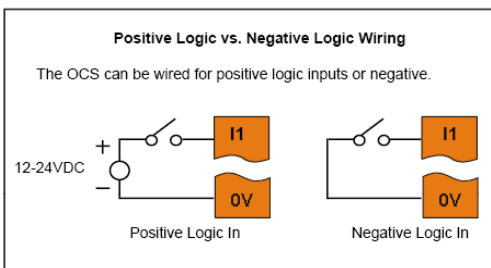 Positive Logic vs. Negative Logic Wiring
The OCS can be wired for positive logic inputs or negative.
+
12-24VDC
−
I1
0V
Positive Logic In
I1
0V
Negative Logic In